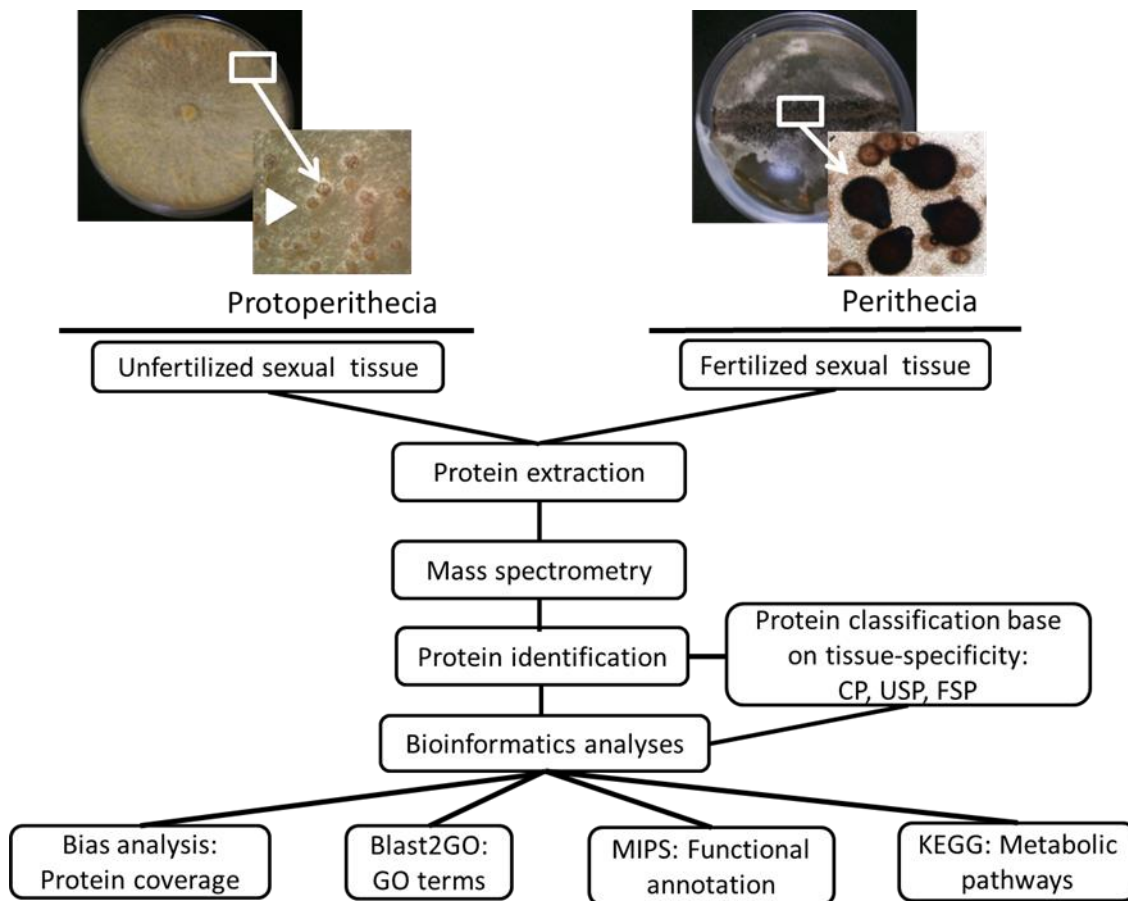 Protoperithecia
Perithecia
Unfertilized sexual tissue
Fertilized sexual tissue
Protein extraction
Mass spectrometry
Protein identification
Protein classification base
on tissue-specificity:
CP, USP, FSP
Bioinformatics analyses
Bias analysis:
Protein coverage
Blast2GO:
GO terms
MIPS: Functional
annotation
KEGG: Metabolic
pathways